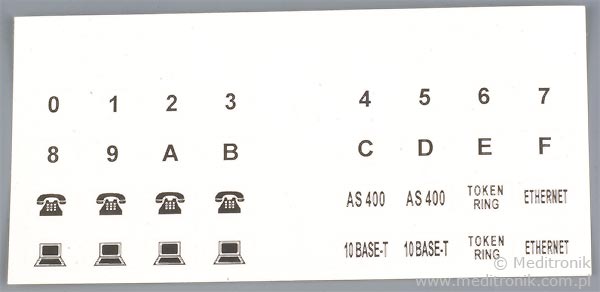 0 1 2 3 4 5 6 7
8 9 A B C D E F
AS 400 AS 400 TOKEN RING ETHERNET
10 BASE-T 10 BASE-T TOKEN RING ETHERNET
© Meditronik
www.meditronik.com.pl